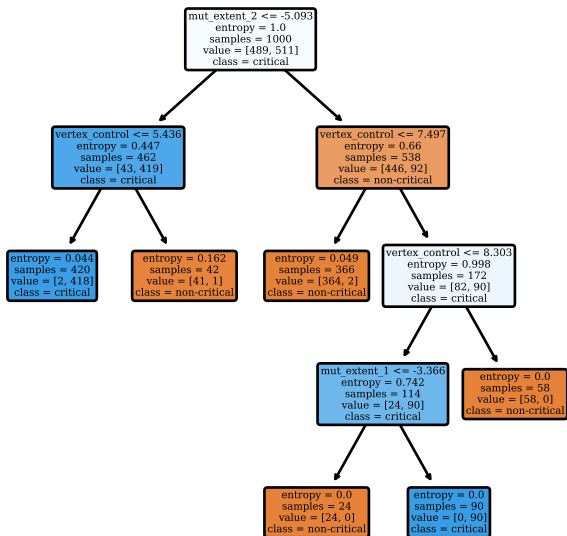 mut_extent_2 <= -5.093
entropy = 1.0
samples = 1000
value = [489, 511]
class = critical
vertex_control <= 5.436
entropy = 0.447
samples = 462
value = [43, 419]
class = critical
vertex_control <= 7.497
entropy = 0.66
samples = 538
value = [446, 92]
class = non-critical
entropy = 0.044
samples = 420
value = [2, 418]
class = critical
entropy = 0.162
samples = 42
value = [41, 1]
class = non-critical
entropy = 0.049
samples = 366
value = [364, 2]
class = non-critical
vertex_control <= 8.303
entropy = 0.998
samples = 172
value = [82, 90]
class = critical
mut_extent_1 <= -3.366
entropy = 0.742
samples = 114
value = [24, 90]
class = critical
entropy = 0.0
samples = 58
value = [58, 0]
class = non-critical
entropy = 0.0
samples = 24
value = [24, 0]
class = non-critical
entropy = 0.0
samples = 90
value = [0, 90]
class = critical